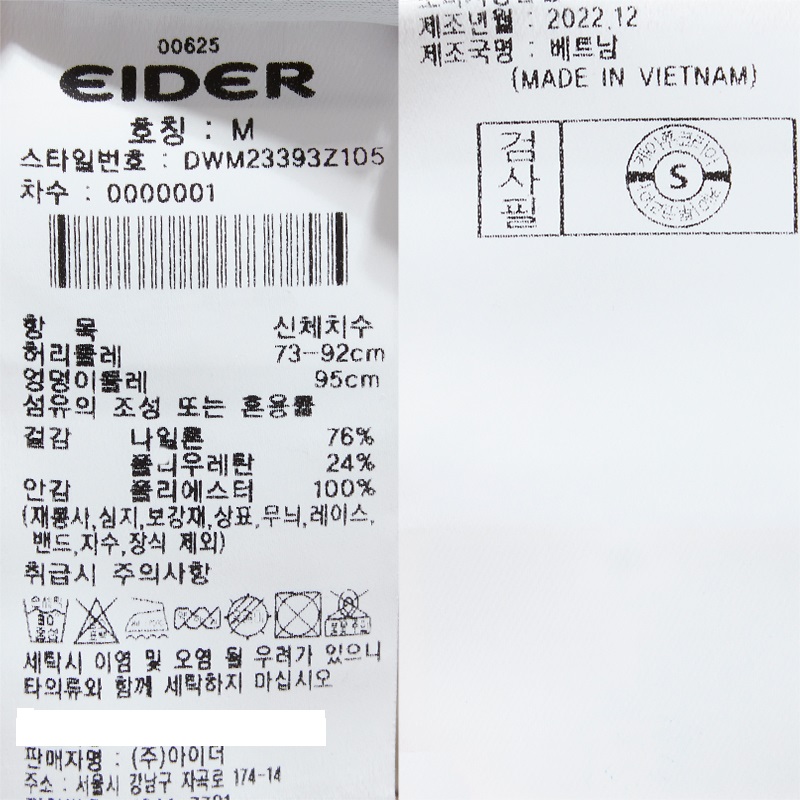 00625
EIDER
호칭 : M
스타일번호 : DWM23393Z105
차수 : 0000001
항 목 신체치수
허리둘레 73-92cm
엉덩이둘레 95cm
섬유의 조성 또는 혼용률
겉감 나일론 76%
폴리우레탄 24%
안감 폴리에스터 100%
(재봉사,심지,보강재,상표,무늬,레이스,
밴드,자수,장식 제외)
취급시 주의사항
세탁시 이염 및 오염 될 우려가 있으니
타의류와 함께 세탁하지 마십시오
판매자명 : (주)아이더
주소 : 서울시 강남구 자곡로 174-14
제조년월 : 2022.12
제조국명 : 베트남
(MADE IN VIETNAM)
검사필
S